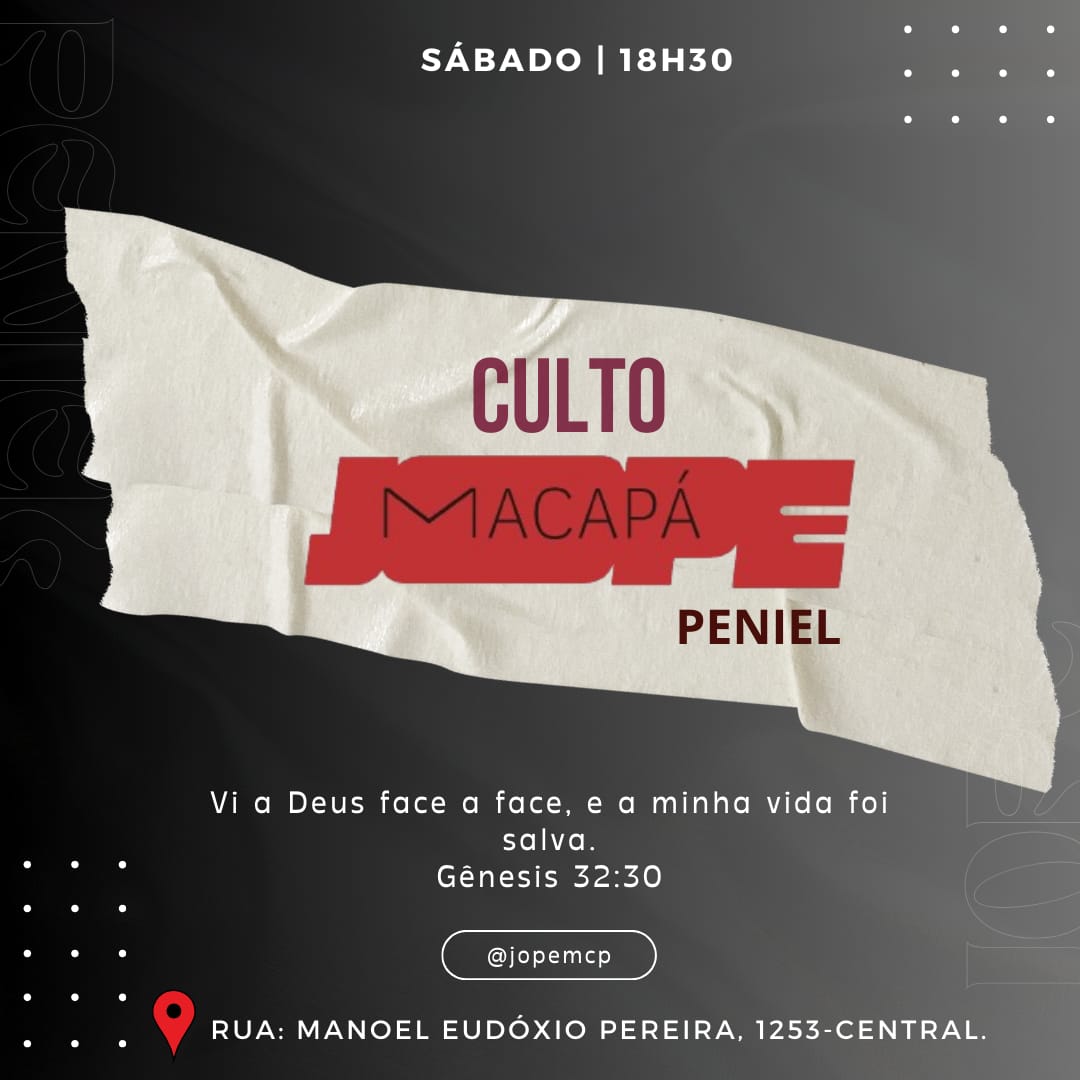 SÁBADO | 18H30
CULTO
JOPE
MACAPÁ
PENIEL
Vi a Deus face a face, e a minha vida foi
salva.
Gênesis 32:30
@jopemcp
RUA: MANOEL EUDÓXIO PEREIRA, 1253-CENTRAL.